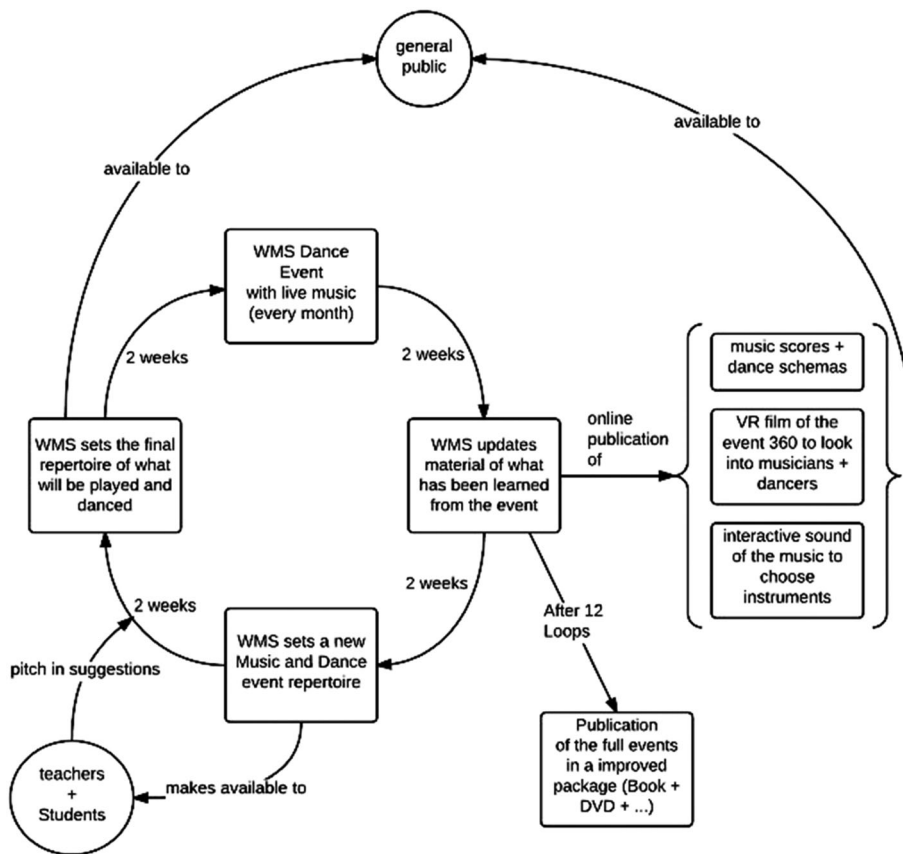 general
public
available to
available to
WMS Dance
Event
with live music
(every month)
2 weeks
2 weeks
WMS sets the final
repertoire of what
will be played and
danced
WMS updates
material of what
has been learned
from the event
online
publication
of
music scores +
dance schemas
VR film of the
event 360 to look
into musicians +
dancers
interactive sound
of the music to
choose
instruments
2 weeks
2 weeks
After 12
Loops
WMS sets a new
Music and Dance
event repertoire
pitch in suggestions
teachers
+
Students
makes available to
Publication
of the full events
in a improved
package (Book +
DVD + ...)